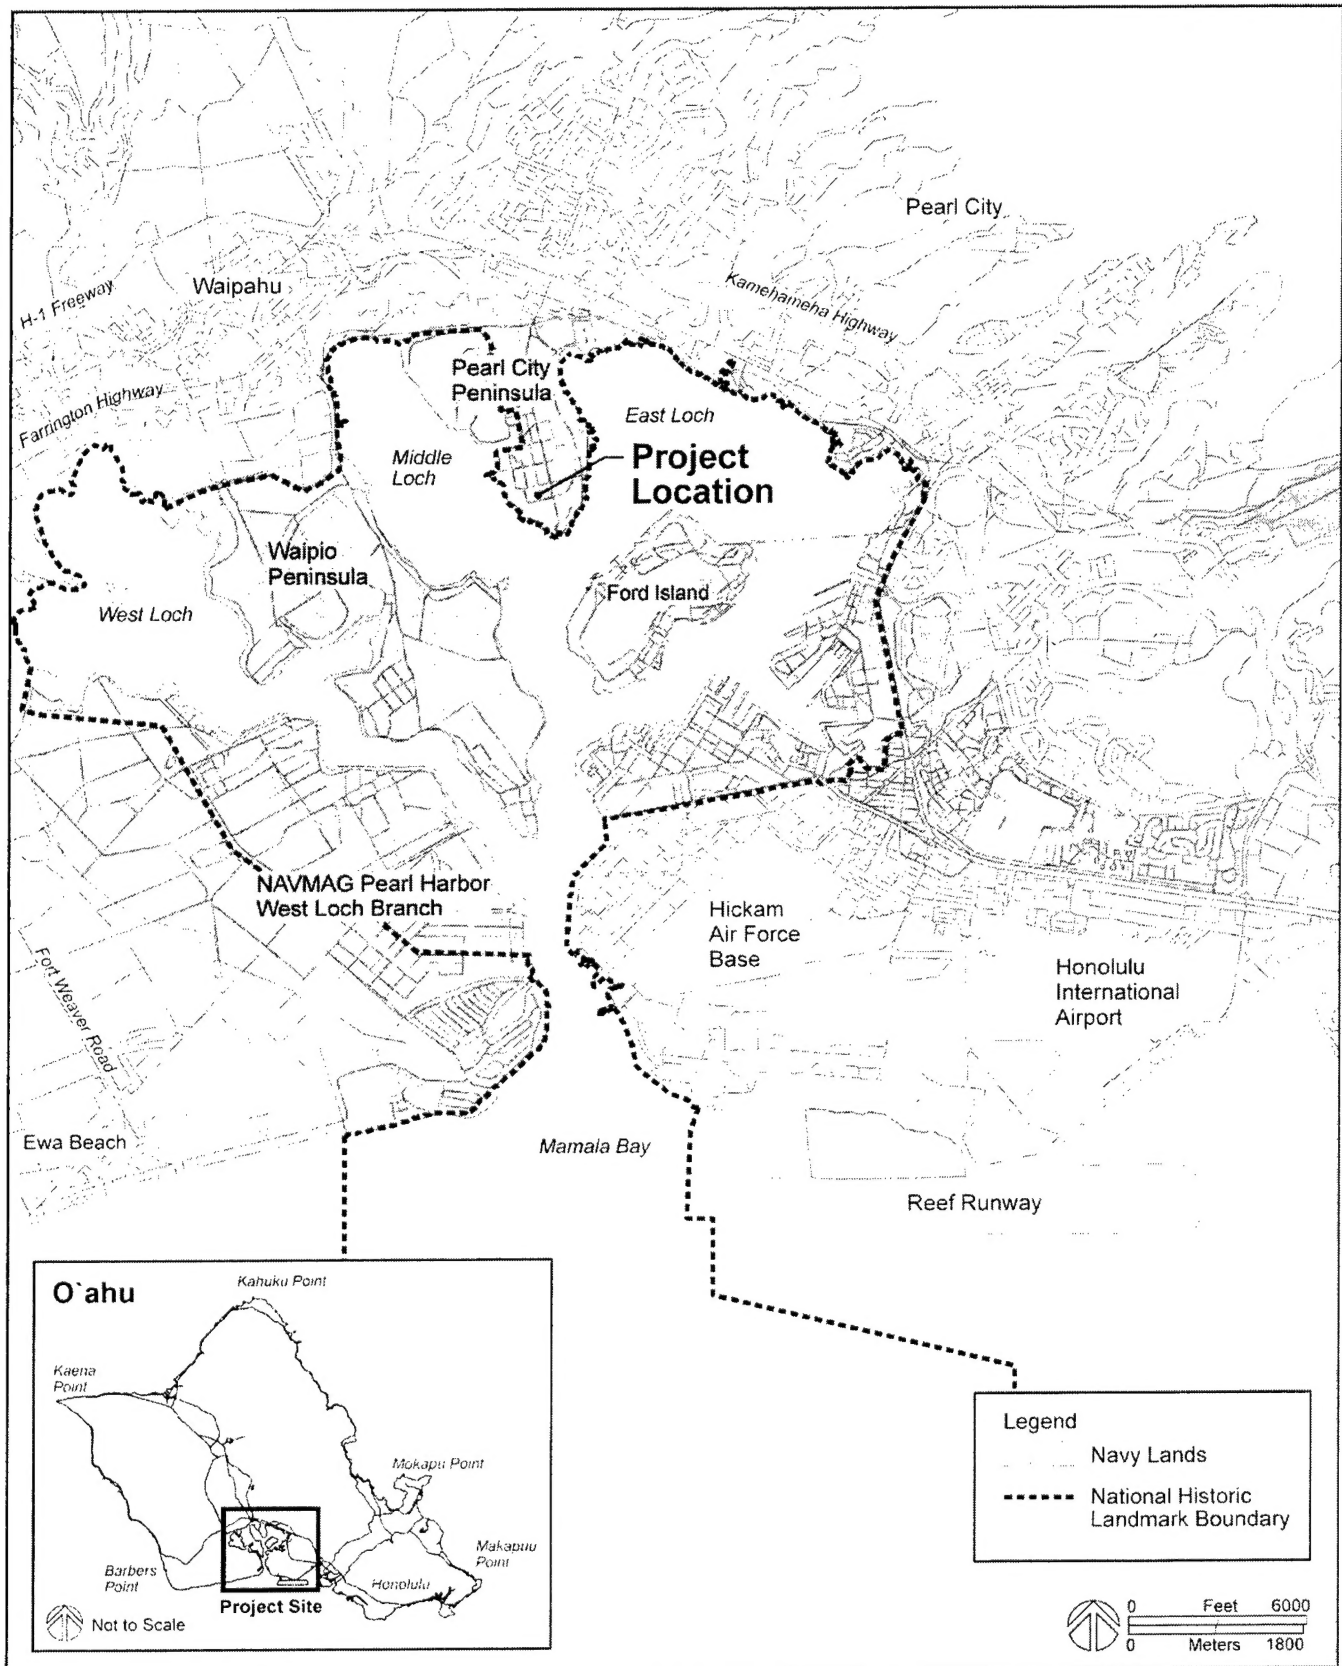 Pearl City
Kamehameha Highway
H-1 Freeway
Waipahu
Farrington Highway
Pearl City
Peninsula
East Loch
Middle
Loch
Project
Location
Waipio
Peninsula
West Loch
Ford Island
NAVMAG Pearl Harbor
West Loch Branch
Hickam
Air Force
Base
Honolulu
International
Airport
Fort Weaver Road
Ewa Beach
Mamala Bay
Reef Runway
O`ahu
Kahuku Point
Kaena
Point
Mokapu Point
Makapuu
Point
Barbers
Point
Honolulu
Project Site
Not to Scale
Legend
Navy Lands
National Historic
Landmark Boundary
0 Feet 6000
0 Meters 1800